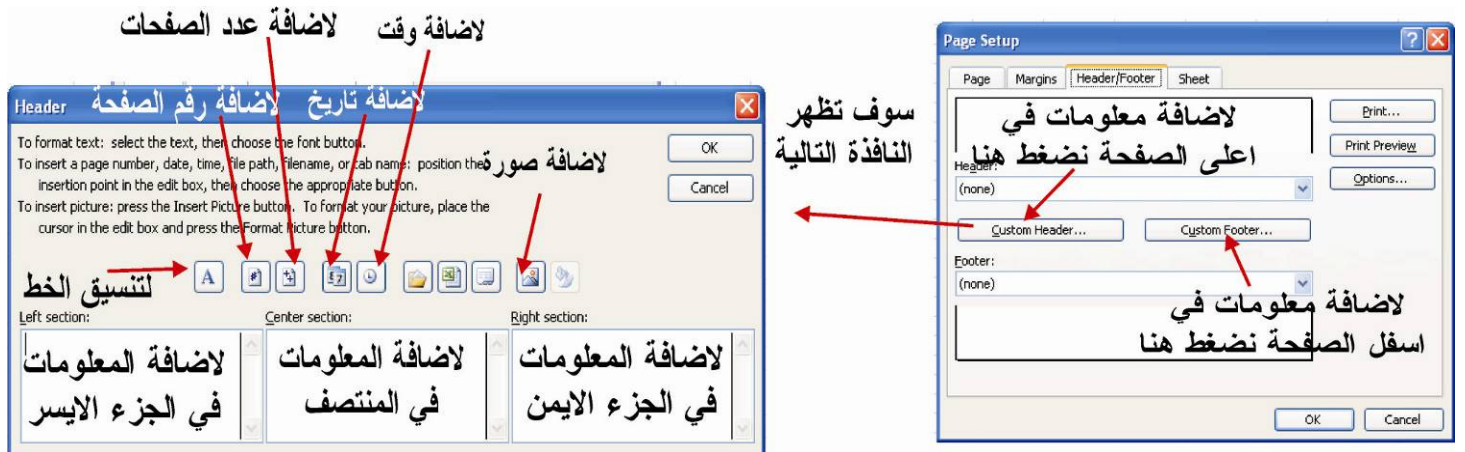 لاضافة عدد الصفحات
لاضافة وقت
Header
لاضافة رقم الصفحة
لاضافة تاريخ
To format text: select the text, then choose the font button.
To insert a page number, date, time, file path, filename, or tab name: position the
insertion point in the edit box, then choose the appropriate button.
To insert picture: press the Insert Picture button. To format your picture, place the
cursor in the edit box and press the Format Picture button.
لاضافة صورة
OK
Cancel
لتنسيق الخط
A
Left section:
Center section:
Right section:
لاضافة المعلومات
في الجزء الايسر
لاضافة المعلومات
في المنتصف
لاضافة المعلومات
في الجزء الايمن
سوف تظهر
النافذة التالية
Page Setup
Page
Margins
Header/Footer
Sheet
لاضافة معلومات في
اعلى الصفحة نضغط هنا
Print...
Print Preview
Options...
Header:
(none)
Custom Header...
Custom Footer...
Footer:
(none)
لاضافة معلومات في
اسفل الصفحة نضغط هنا
OK
Cancel